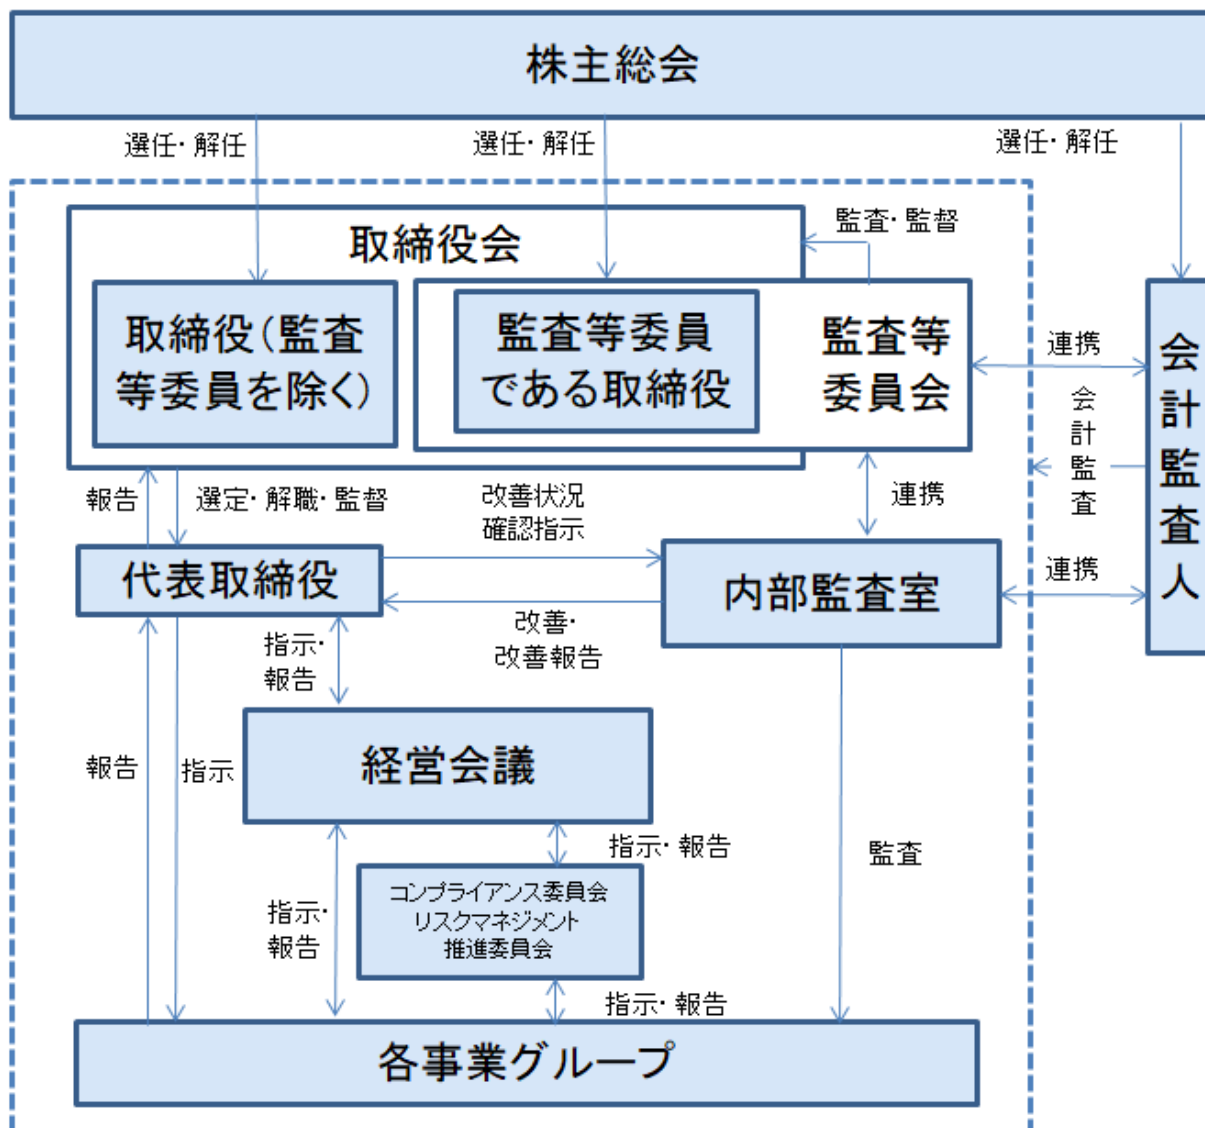 株主総会
選任・解任
選任・解任
選任・解任
取締役会
監査・監督
取締役(監査
等委員を除く)
監査等委員
である取締役
監査等
委員会
連携
会計監査
会計監査人
報告
選定・解職・監督
改善状況
確認指示
連携
代表取締役
内部監査室
連携
改善・
改善報告
指示・
報告
経営会議
報告
指示
指示・報告
監査
コンプライアンス委員会
リスクマネジメント
推進委員会
指示・
報告
指示・報告
各事業グループ